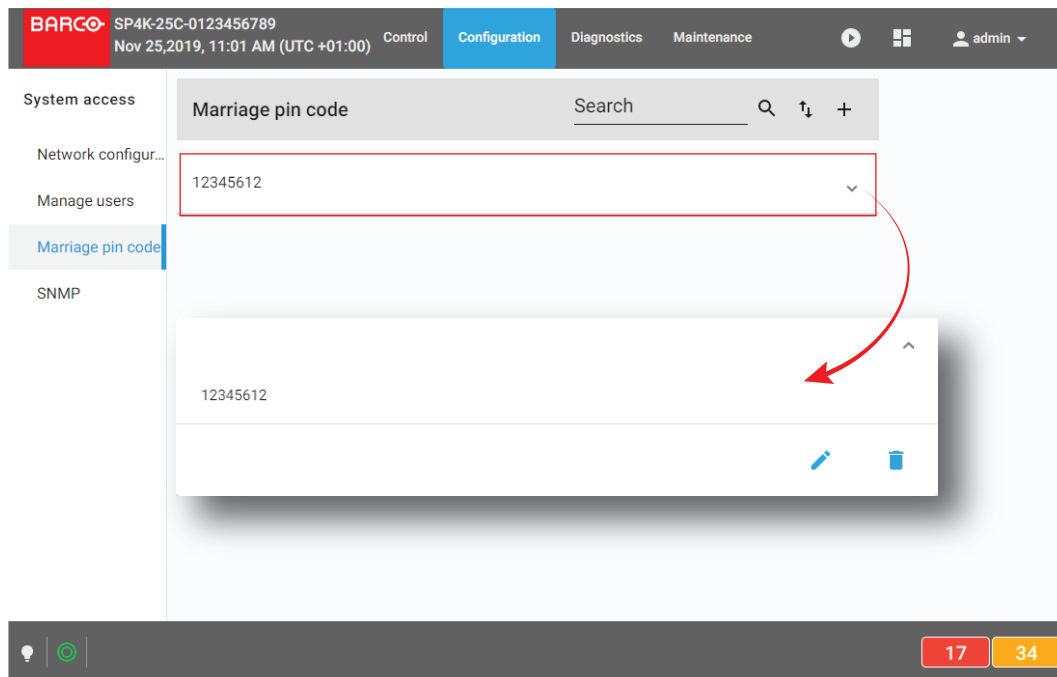 BARCO
SP4K-25C-0123456789
Nov 25,2019, 11:01 AM (UTC +01:00)
Control
Configuration
Diagnostics
Maintenance
admin
System access
Network configur...
Manage users
Marriage pin code
SNMP
Marriage pin code
Search
12345612
12345612
17
34